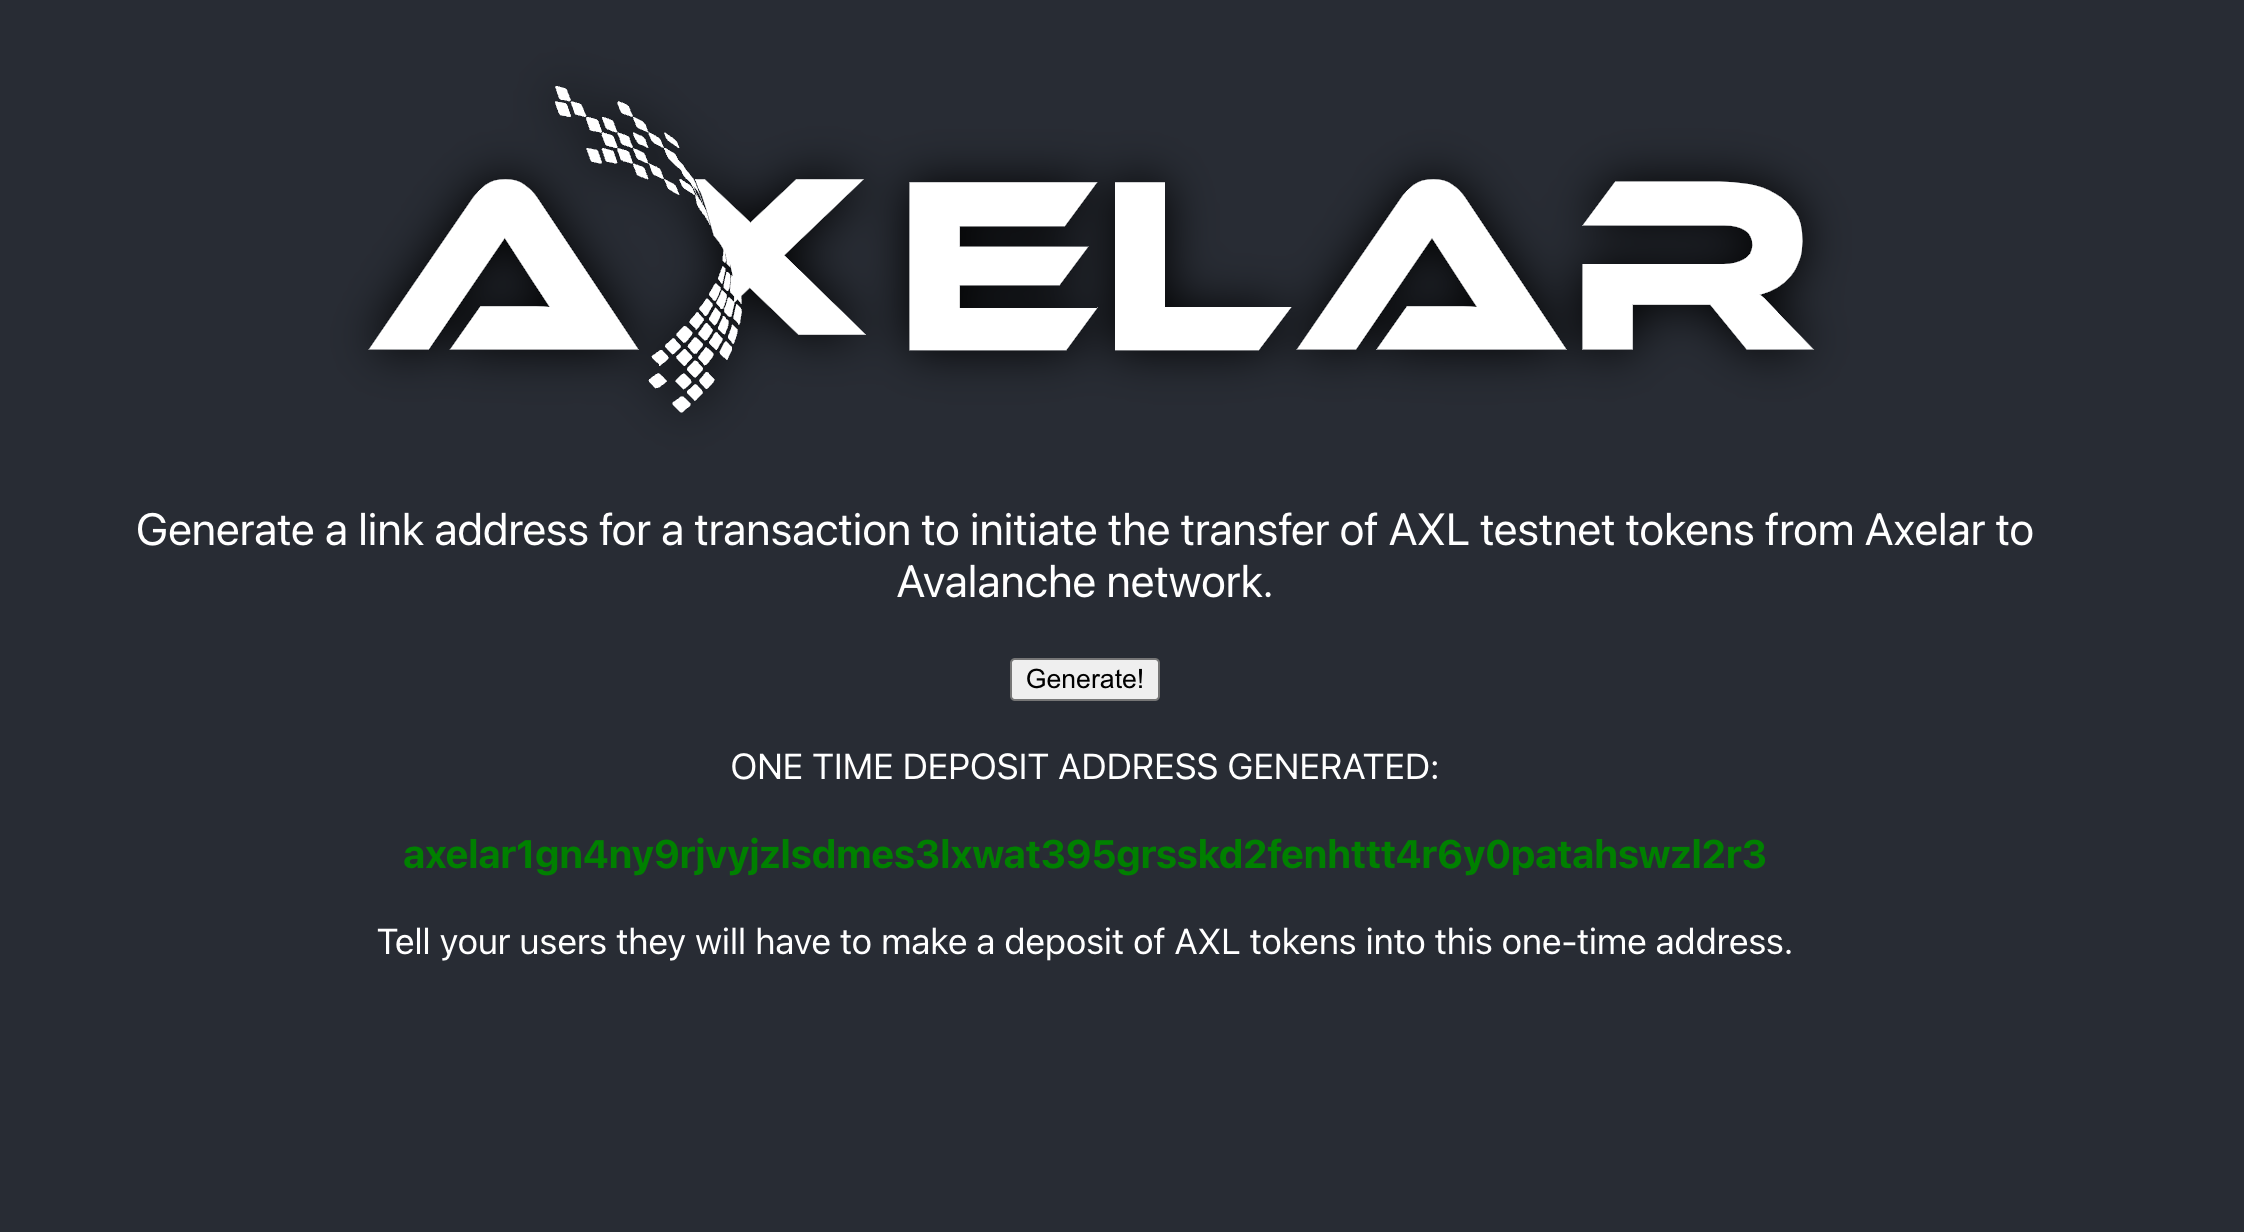 AXELAR
Generate a link address for a transaction to initiate the transfer of AXL testnet tokens from Axelar to
Avalanche network.
Generate!
ONE TIME DEPOSIT ADDRESS GENERATED:
axelar1gn4ny9rjvyjzlsdmes3lxwat395grsskd2fenhttt4r6y0patahswzl2r3
Tell your users they will have to make a deposit of AXL tokens into this one-time address.